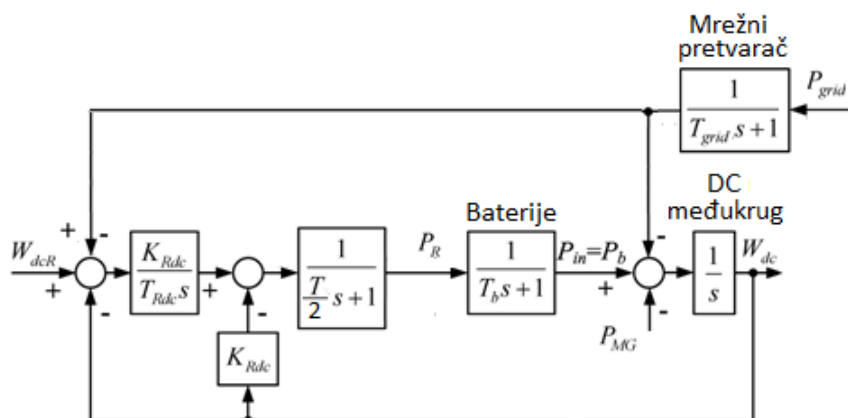 Mrežni
pretvarač
P_grid
1
T_grid s+1
DC
međukrug
Baterije
+ - -
W_dcR
K_Rdc
T_Rdc s
1
T/2 s+1
P_R
1
T_b s+1
P_in=P_b
1
s
W_dc
+ - + - + -
P_MG
K_Rdc